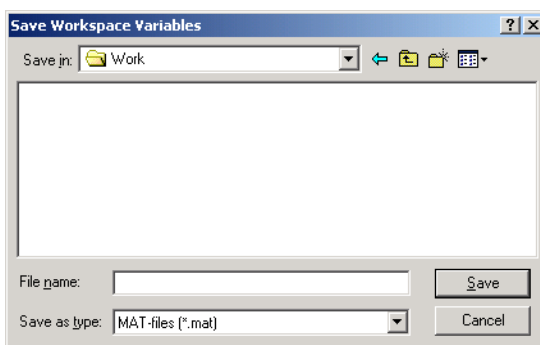 Save Workspace Variables
Save in: Work
File name: Save
Save as type: MAT-files (*.mat) Cancel